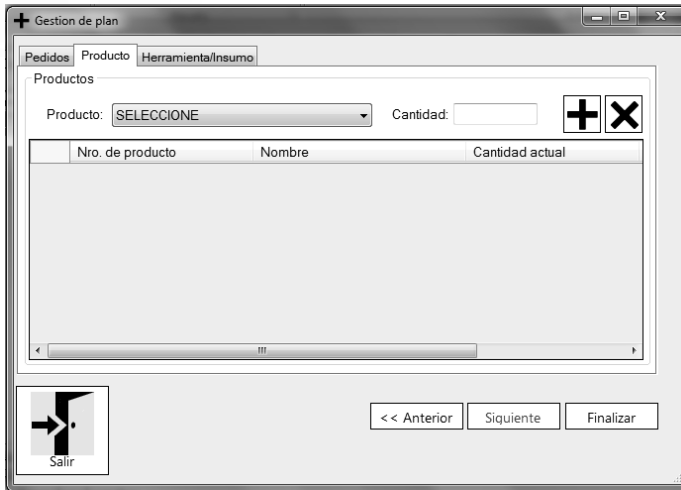 Gestion de plan
Pedidos Producto Herramienta/Insumo
Productos
Producto: SELECCIONE Cantidad:
Nro. de producto Nombre Cantidad actual
<< Anterior Siguiente Finalizar
Salir